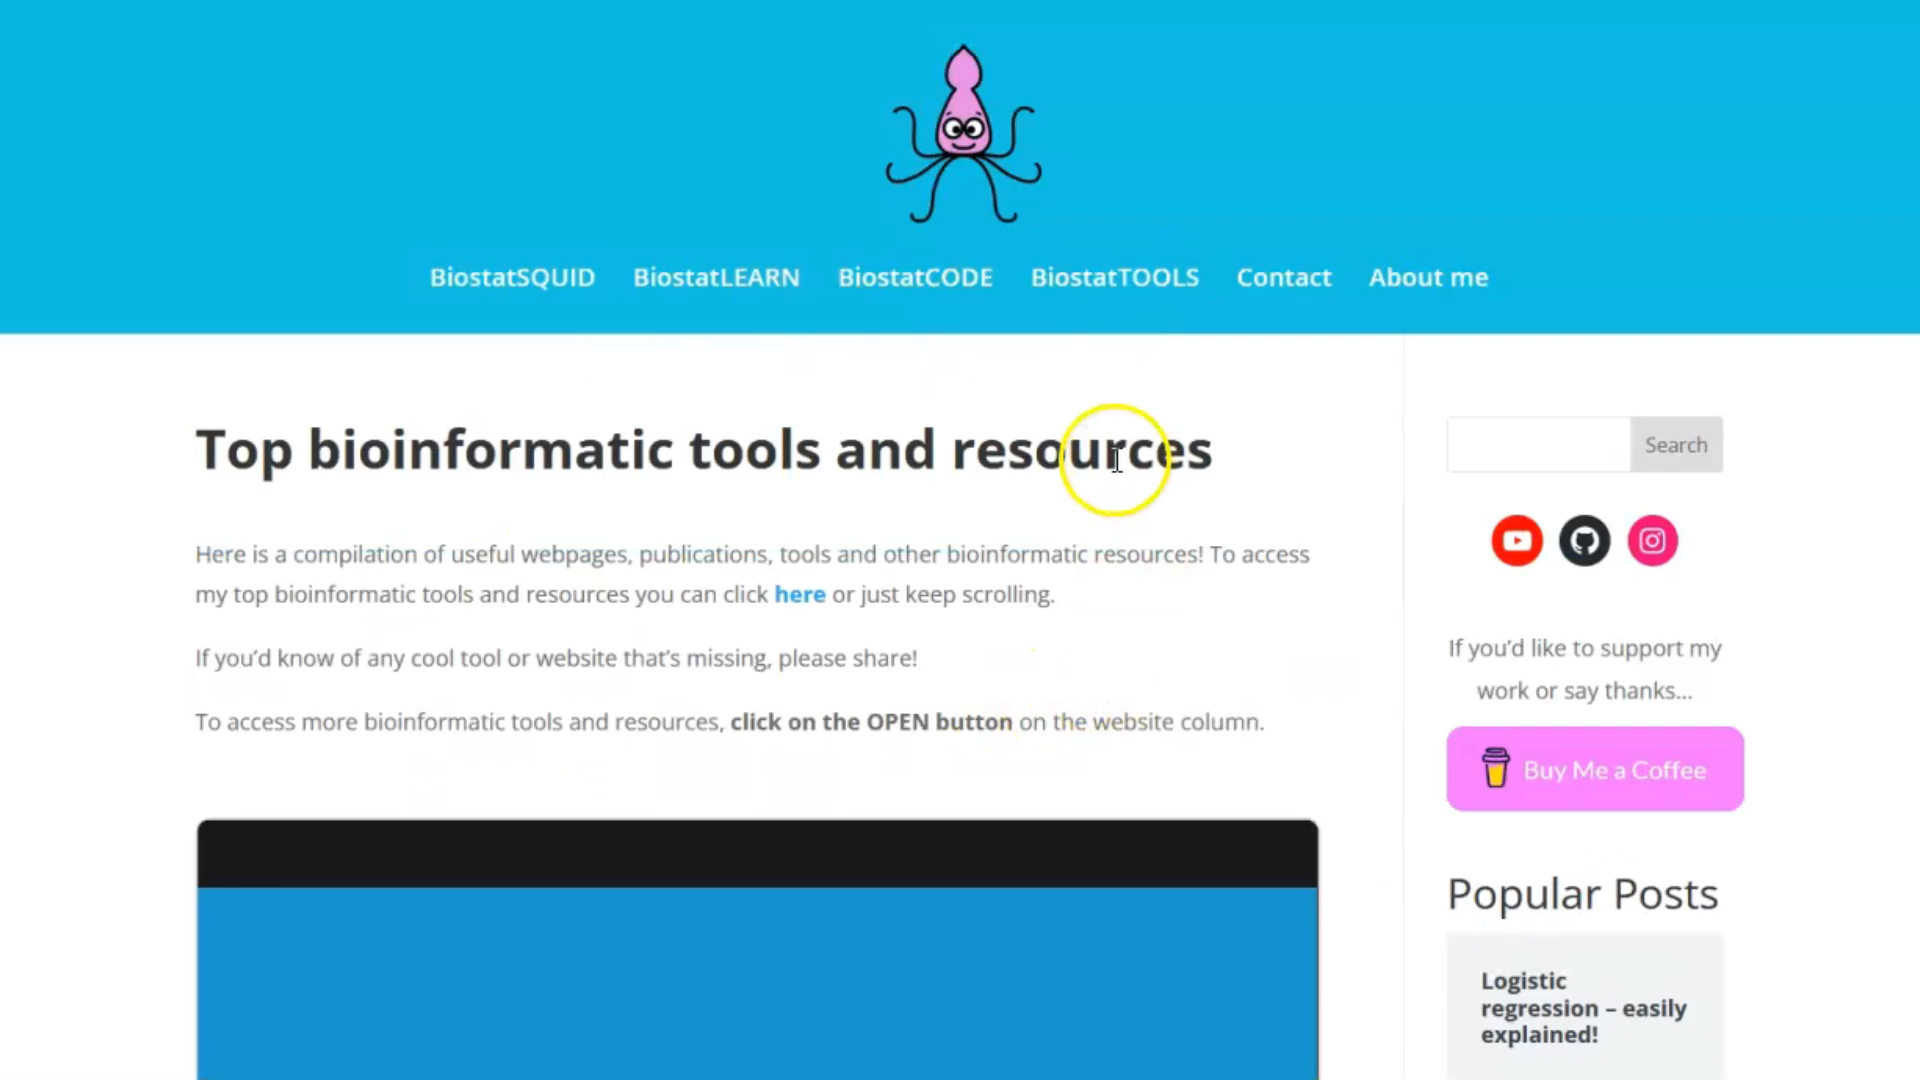 BiostatSQUID BiostatLEARN BiostatCODE BiostatTOOLS Contact About me
Top bioinformatic tools and resources
Here is a compilation of useful webpages, publications, tools and other bioinformatic resources! To access
my top bioinformatic tools and resources you can click here or just keep scrolling.
If you’d know of any cool tool or website that’s missing, please share!
To access more bioinformatic tools and resources, click on the OPEN button on the website column.
Search
If you’d like to support my
work or say thanks...
Buy Me a Coffee
Popular Posts
Logistic
regression – easily
explained!